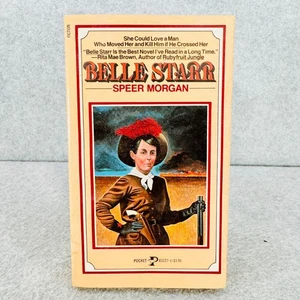 She Could Love a Man
Who Moved Her and Kill Him if He Crossed Her
"Belle Starr Is the Best Novel I've Read in a Long Time."
—Rita Mae Brown, Author of Rubyfruit Jungle
BELLE STARR
SPEER MORGAN
POCKET P